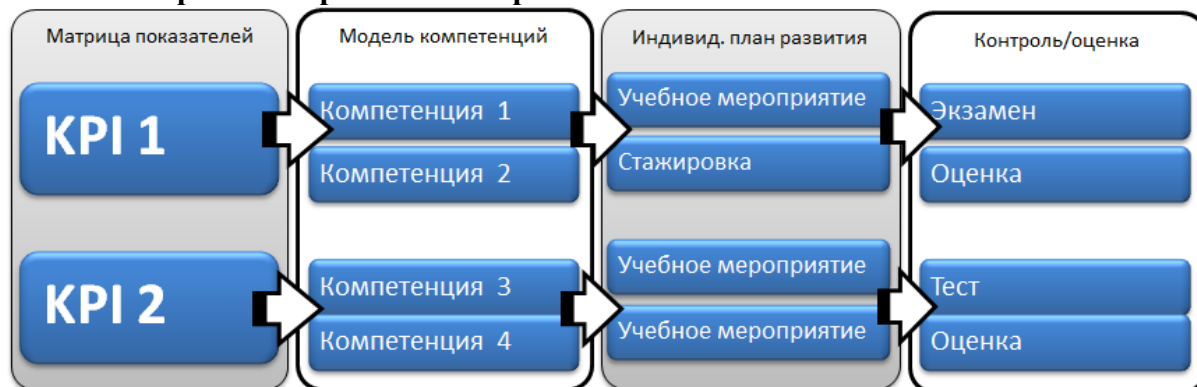 Матрица показателей
Модель компетенций
Индивид. план развития
Контроль/оценка
KPI 1
Компетенция 1
Компетенция 2
Учебное мероприятие
Стажировка
Экзамен
Оценка
KPI 2
Компетенция 3
Компетенция 4
Учебное мероприятие
Учебное мероприятие
Тест
Оценка